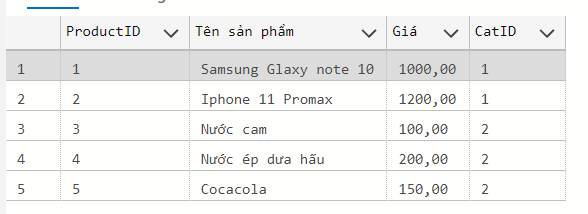 ProductID Tên sản phẩm Giá CatID
1 1 Samsung Glaxy note 10 1000,00 1
2 2 Iphone 11 Promax 1200,00 1
3 3 Nước cam 100,00 2
4 4 Nước ép dưa hấu 200,00 2
5 5 Cocacola 150,00 2